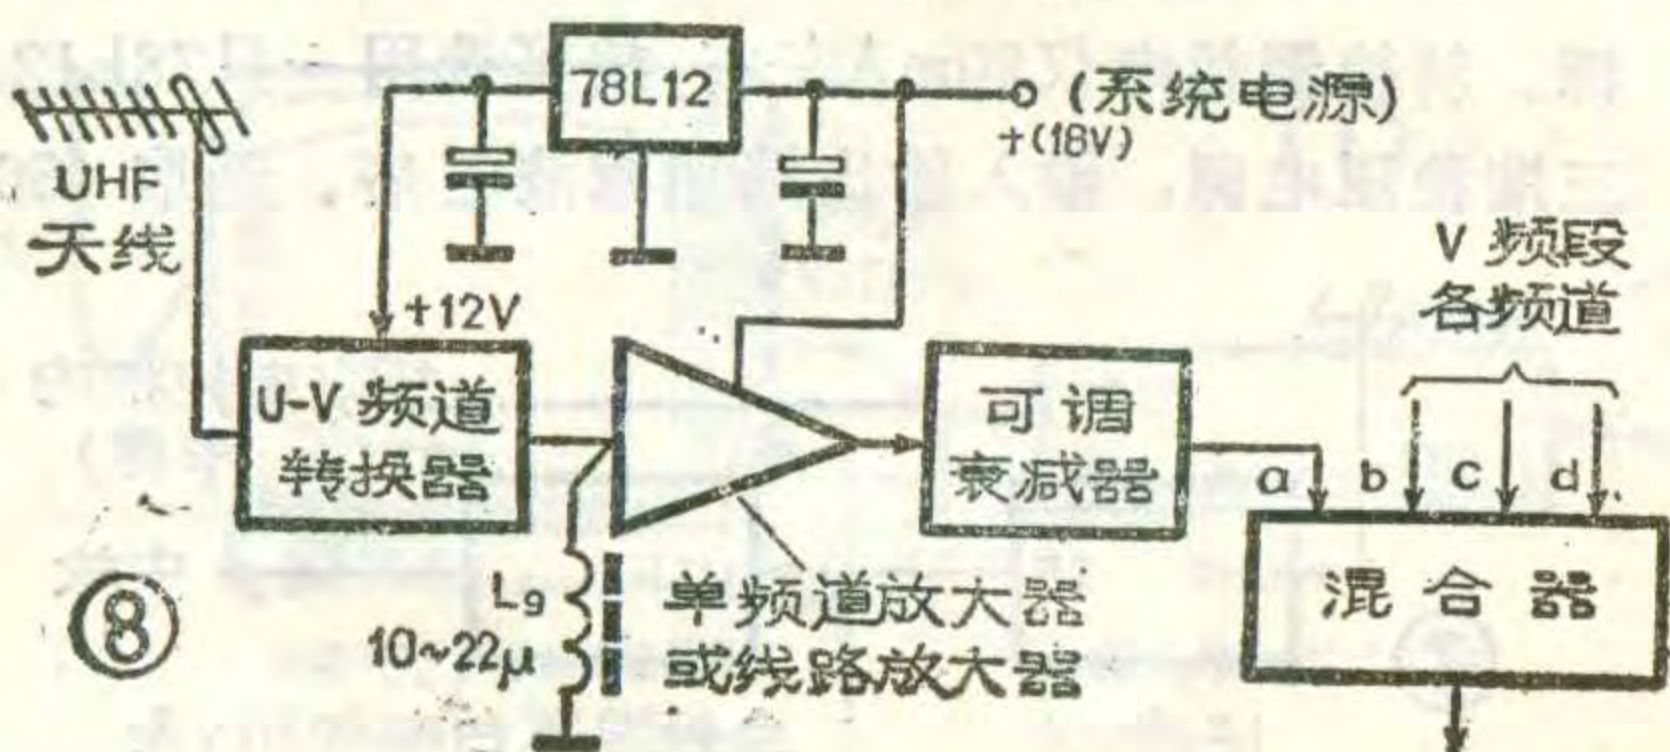 78L12
(系统电源)
+(18V)
UHF
天线
+12V
V 频段
各频道
U-V 频道
转换器
可调
衰减器
a
b
c
d
L9
10~22μ
单频道放大器
或线路放大器
混合器
⑧